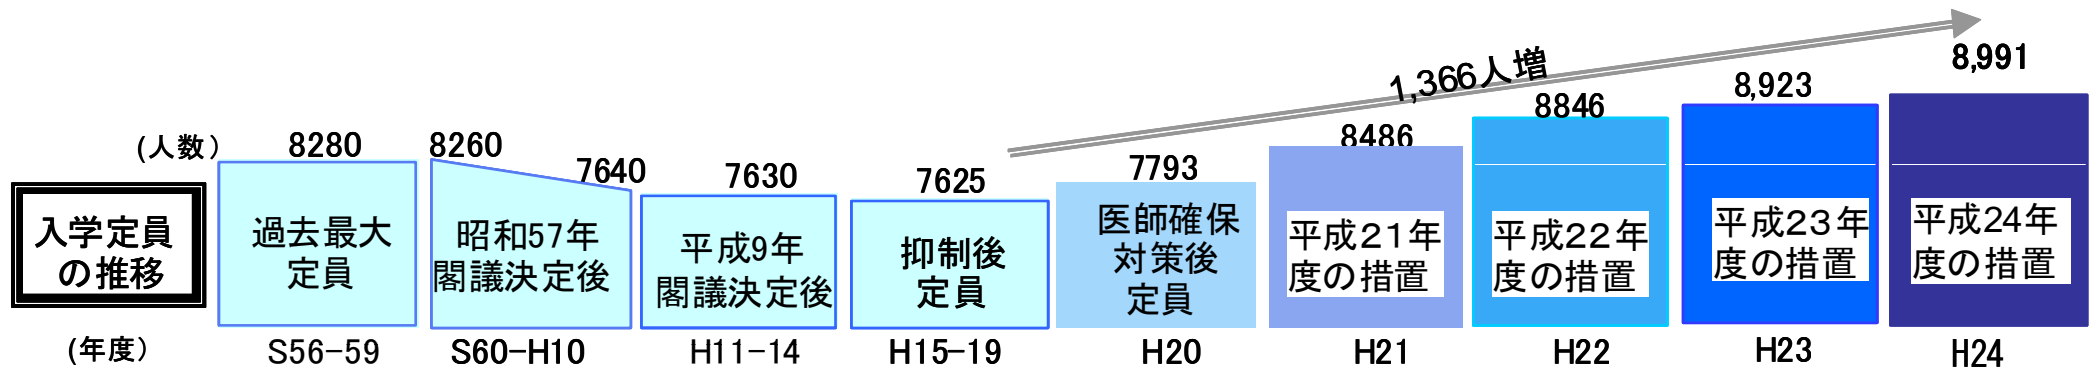 1,366人増
(人数）
8280
8260
7640
7630
7625
7793
8486
8846
8,923
8,991
入学定員
の推移
過去最大
定員
昭和57年
閣議決定後
平成9年
閣議決定後
抑制後
定員
医師確保
対策後
定員
平成２１年
度の措置
平成２２年
度の措置
平成２３年
度の措置
平成24年
度の措置
(年度）
S56−59
S60−H10
H11−14
H15−19
H20
H21
H22
H23
H24